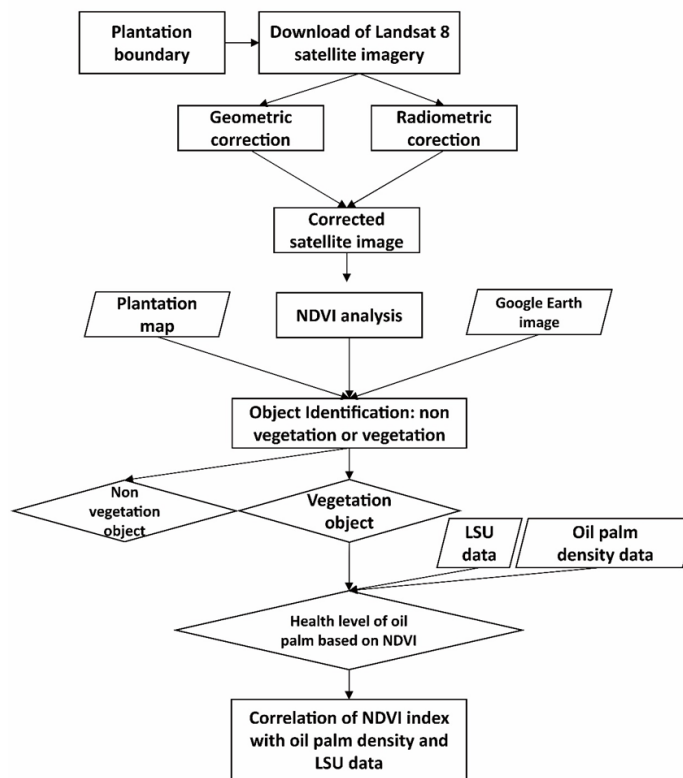 Plantation
boundary
Download of Landsat 8
satellite imagery
Geometric
correction
Radiometric
corection
Corrected
satellite image
Plantation
map
NDVI analysis
Google Earth
image
Object Identification: non
vegetation or vegetation
Non
vegetation
object
Vegetation
object
LSU
data
Oil palm
density data
Health level of oil
palm based on NDVI
Correlation of NDVI index
with oil palm density and
LSU data